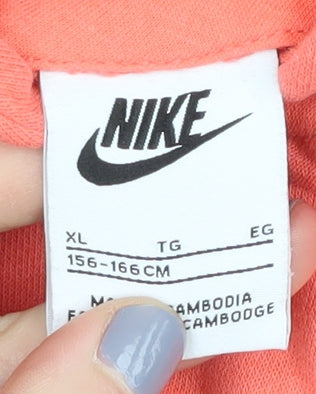 NIKE
XL TG EG
156-166CM
CAMBODIA
CAMBODGE